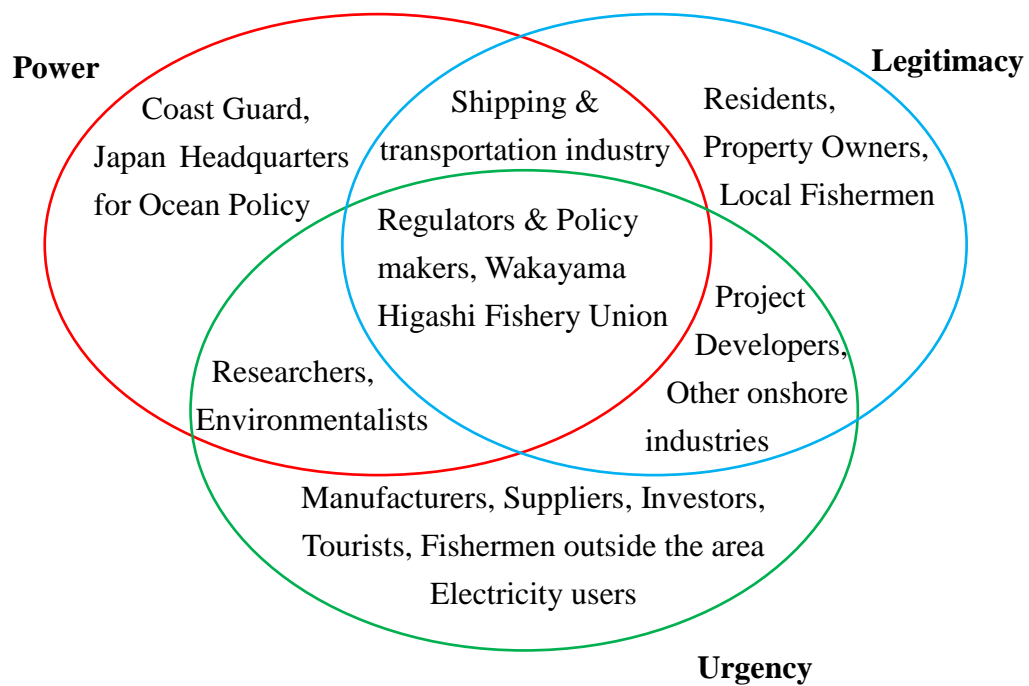 Power
Legitimacy
Coast Guard,
Japan Headquarters
for Ocean Policy
Shipping &
transportation industry
Residents,
Property Owners,
Local Fishermen
Regulators & Policy
makers, Wakayama
Higashi Fishery Union
Project
Developers,
Other onshore
industries
Researchers,
Environmentalists
Manufacturers, Suppliers, Investors,
Tourists, Fishermen outside the area
Electricity users
Urgency